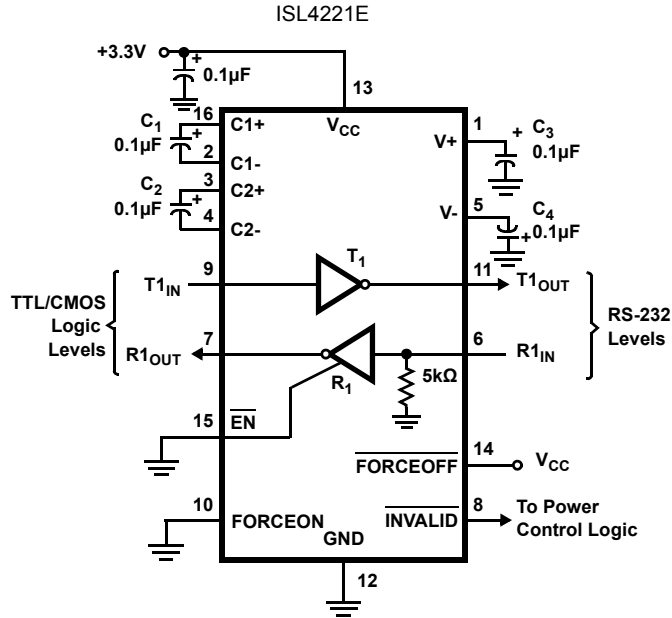 ISL4221E
+3.3V
+
0.1µF
13
16
C1+
VCC
1
C1
0.1µF
+
V+
+
C3
0.1µF
2
C1-
3
C2+
C2
0.1µF
+
4
C2-
5
V-
C4
0.1µF
+
T1
9
11
T1IN
T1OUT
TTL/CMOS
Logic
Levels
RS-232
Levels
7
6
R1OUT
R1IN
5kΩ
R1
15
EN
14
FORCEOFF
VCC
10
8
FORCEON
INVALID
To Power
Control Logic
GND
12